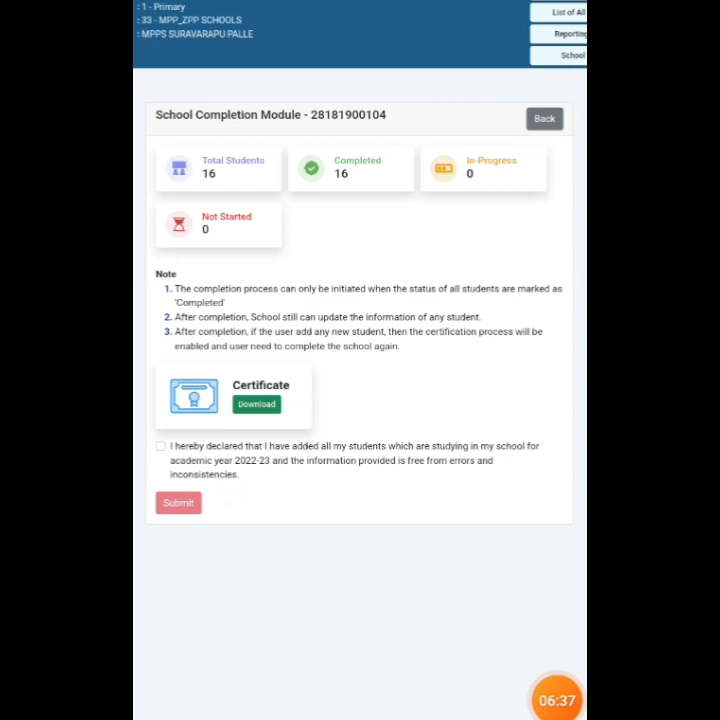 : 1 - Primary
: 33 - MPP_ZPP SCHOOLS
: MPPS SURAVARAPU PALLE
List of All
Reporting
School
School Completion Module - 28181900104
Back
Total Students
16
Completed
16
In-Progress
0
Not Started
0
Note
1. The completion process can only be initiated when the status of all students are marked as
'Completed'
2. After completion, School still can update the information of any student.
3. After completion, if the user add any new student, then the certification process will be
enabled and user need to complete the school again.
Certificate
Download
I hereby declared that I have added all my students which are studying in my school for
academic year 2022-23 and the information provided is free from errors and
inconsistencies.
Submit
06:37